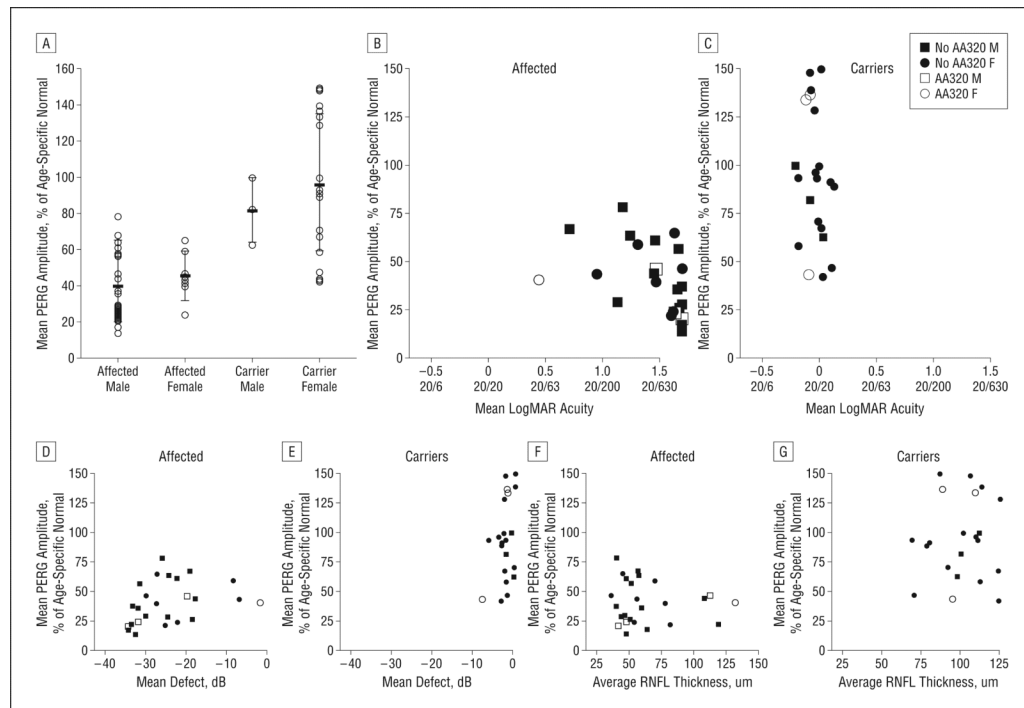 A
Mean PERG Amplitude, % of Age-Specific Normal
160
140
120
100
80
60
40
20
0
Affected Male
Affected Female
Carrier Male
Carrier Female
B
Affected
Mean PERG Amplitude, % of Age-Specific Normal
150
125
100
75
50
25
0
−0.5 0 0.5 1.0 1.5
20/6 20/20 20/63 20/200 20/630
Mean LogMAR Acuity
C
Carriers
Mean PERG Amplitude, % of Age-Specific Normal
150
125
100
75
50
25
0
−0.5 0 0.5 1.0 1.5
20/6 20/20 20/63 20/200 20/630
Mean LogMAR Acuity
No AA320 M
No AA320 F
AA320 M
AA320 F
D
Affected
Mean PERG Amplitude,
% of Age-Specific Normal
150
125
100
75
50
25
0
−40 −30 −20 −10 0
Mean Defect, dB
E
Carriers
Mean PERG Amplitude,
% of Age-Specific Normal
150
125
100
75
50
25
0
−40 −30 −20 −10 0
Mean Defect, dB
F
Affected
Mean PERG Amplitude,
% of Age-Specific Normal
150
125
100
75
50
25
0
25 50 75 100 125 150
Average RNFL Thickness, um
G
Carriers
Mean PERG Amplitude,
% of Age-Specific Normal
150
125
100
75
50
25
0
25 50 75 100 125
Average RNFL Thickness, um